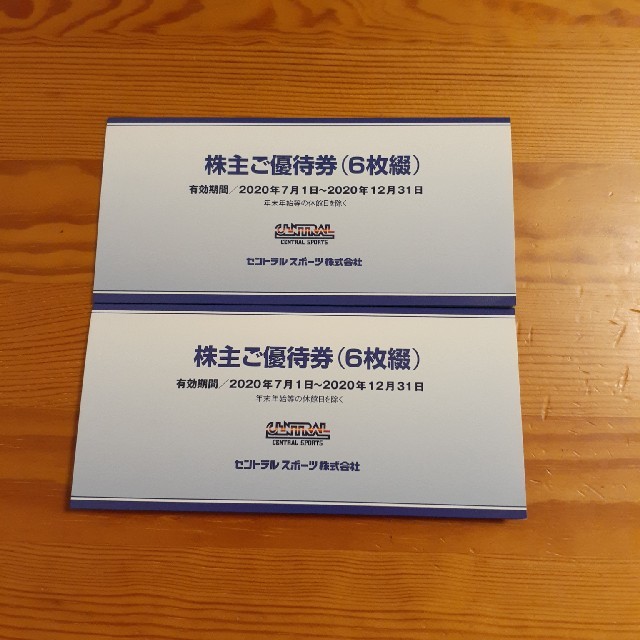 株主ご優待券(6枚綴)
有効期間／2020年7月1日~2020年12月31日
年末年始等の休館日を除く
CENTRAL
CENTRAL SPORTS
セントラルスポーツ株式会社
株主ご優待券(6枚綴)
有効期間／2020年7月1日~2020年12月31日
年末年始等の休館日を除く
CENTRAL
CENTRAL SPORTS
セントラルスポーツ株式会社